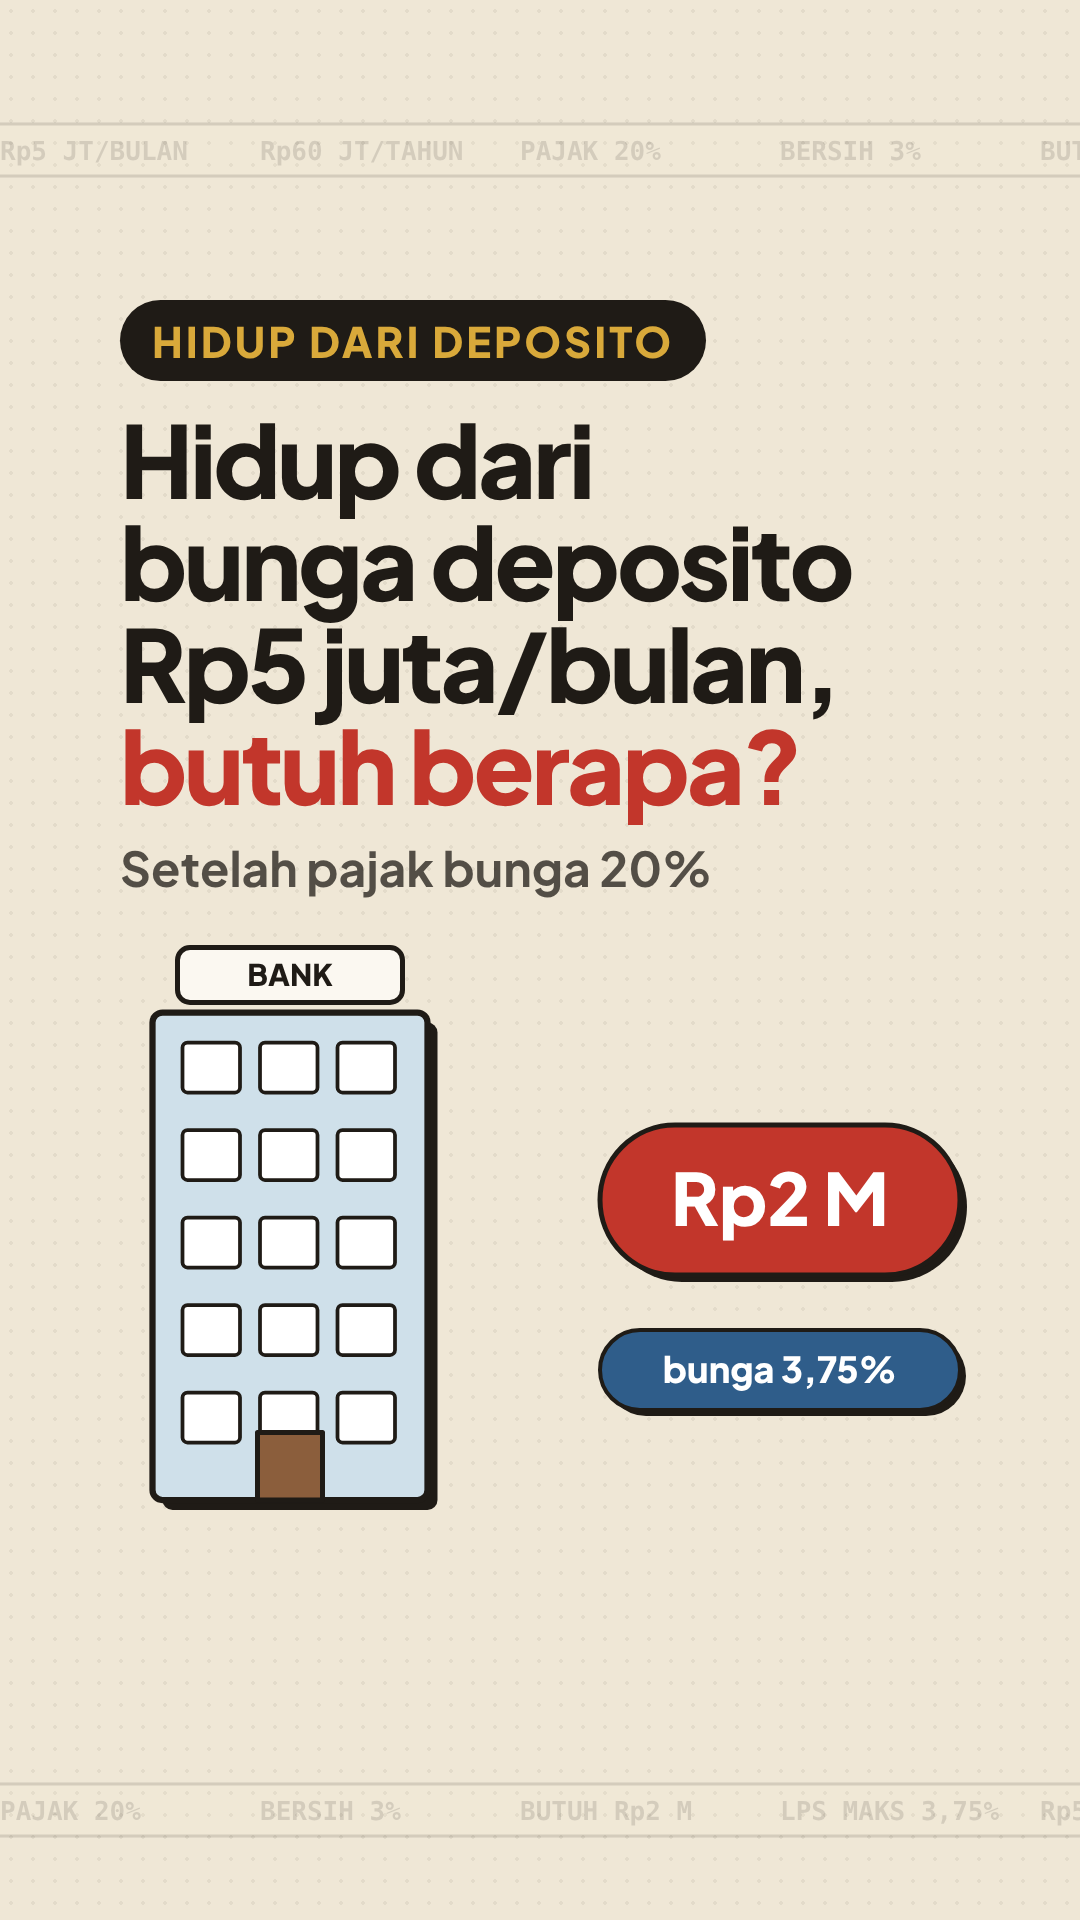 Rp5 JT/BULAN Rp60 JT/TAHUN PAJAK 20% BERSIH 3% BUT
HIDUP DARI DEPOSITO
Hidup dari
bunga deposito
Rp5 juta/bulan,
butuh berapa?
Setelah pajak bunga 20%
BANK
Rp2 M
bunga 3,75%
PAJAK 20% BERSIH 3% BUTUH Rp2 M LPS MAKS 3,75% Rp5